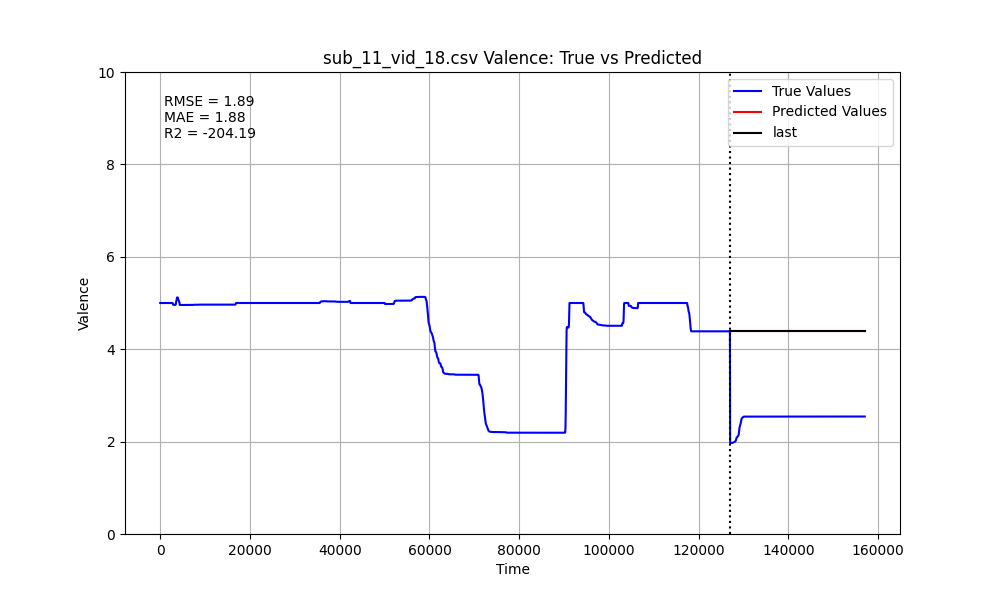 sub_11_vid_18.csv Valence: True vs Predicted
RMSE = 1.89
MAE = 1.88
R2 = -204.19
True Values
Predicted Values
last
Valence
10
8
6
4
2
0
0 20000 40000 60000 80000 100000 120000 140000 160000
Time